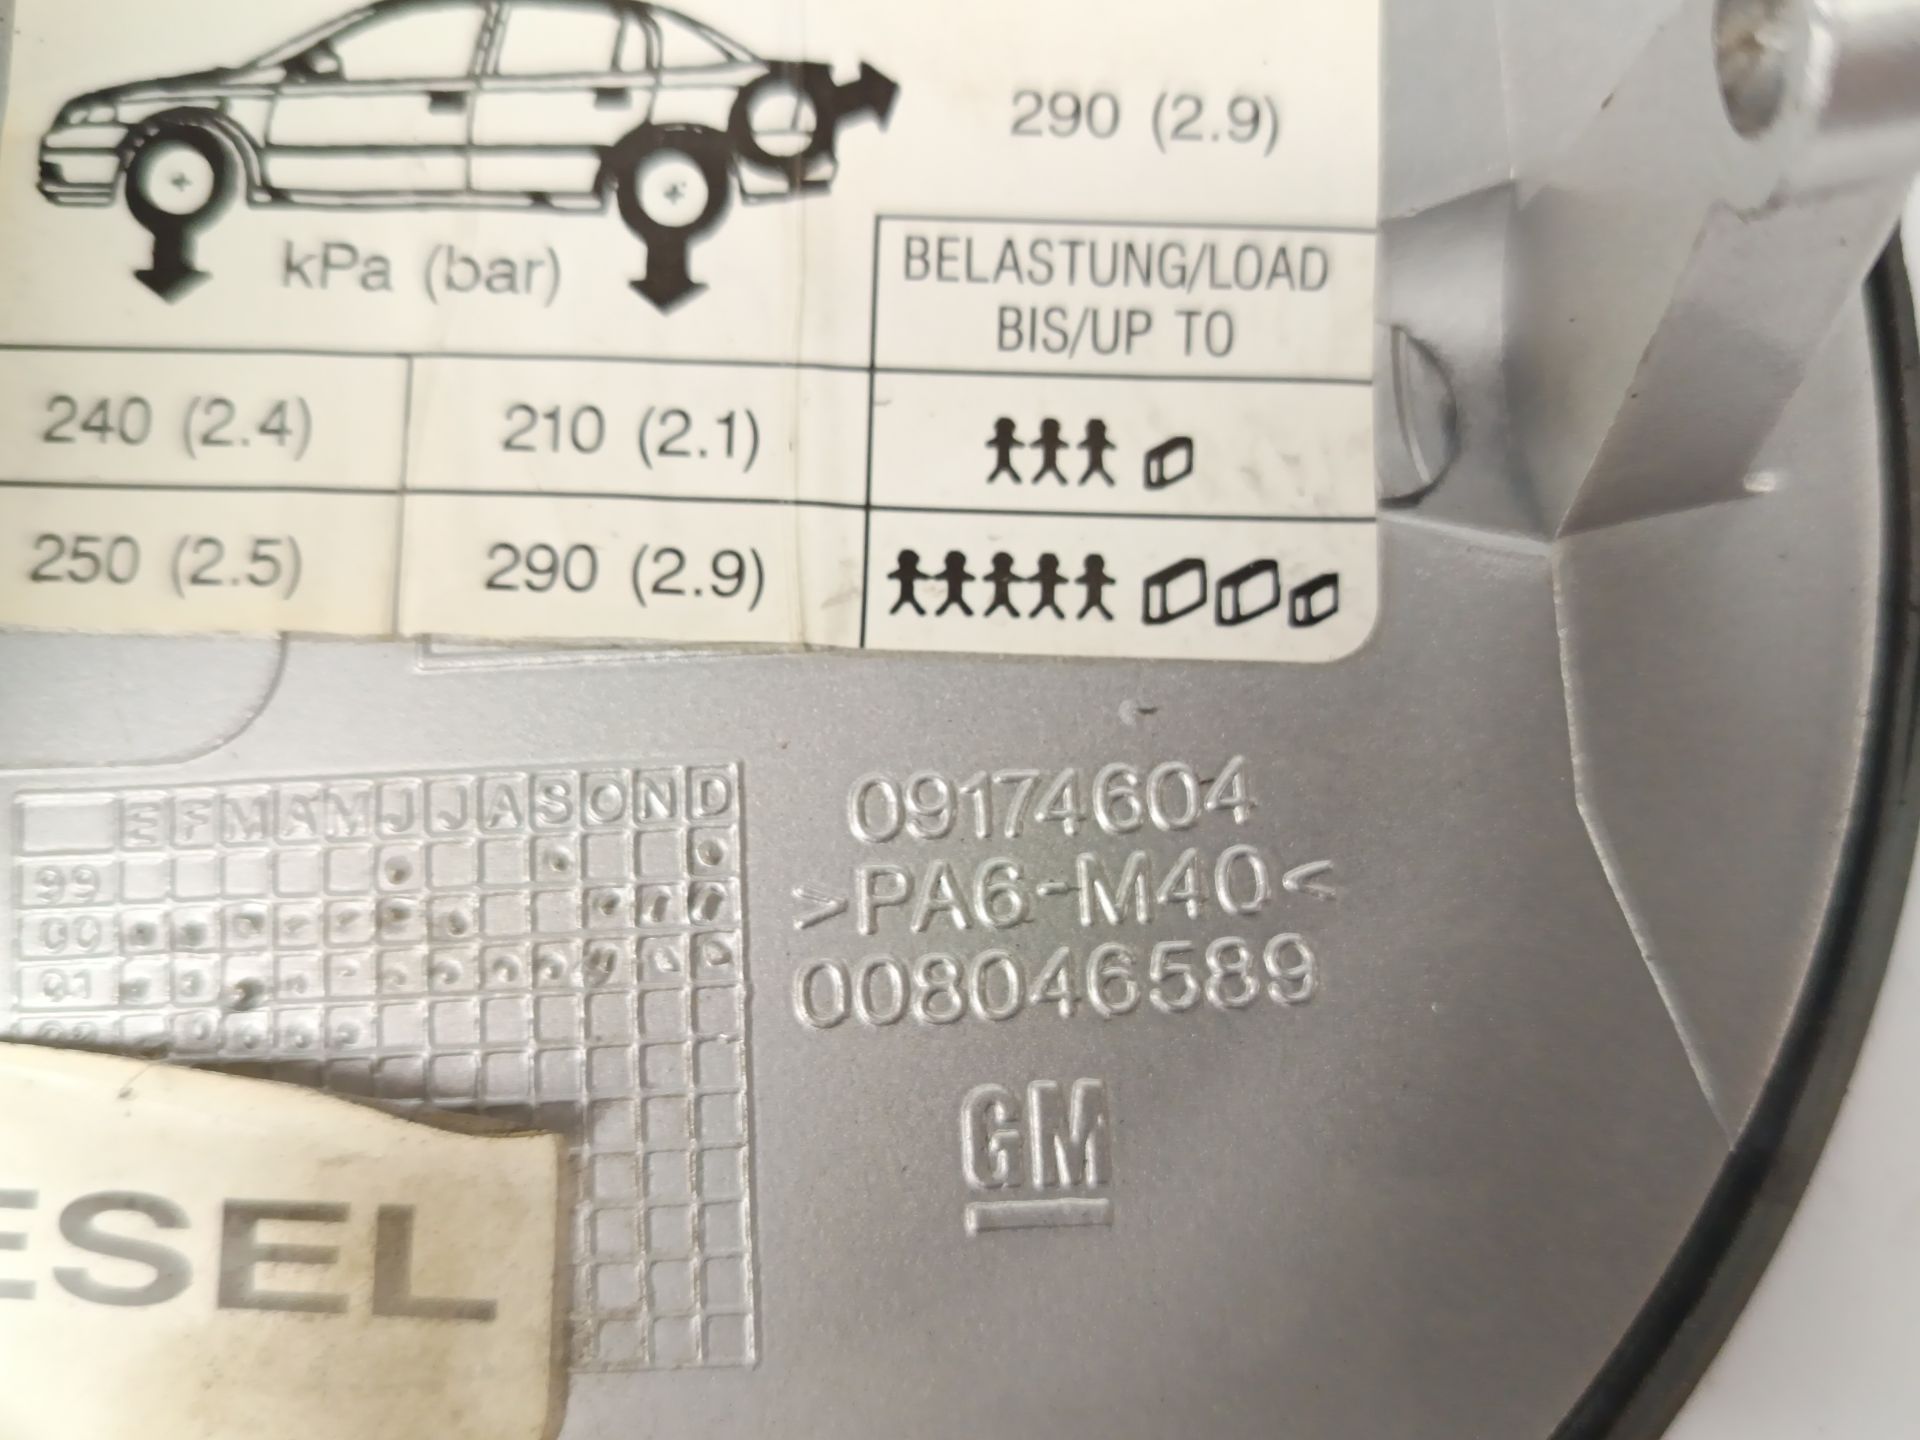 290 (2.9)
kPa (bar)
BELASTUNG/LOAD
BIS/UP TO
240 (2.4) 210 (2.1)
250 (2.5) 290 (2.9)
E F M A M J J A S O N D
99
00
01
09174604
>PA6-M40<
008046589
GM
ESEL